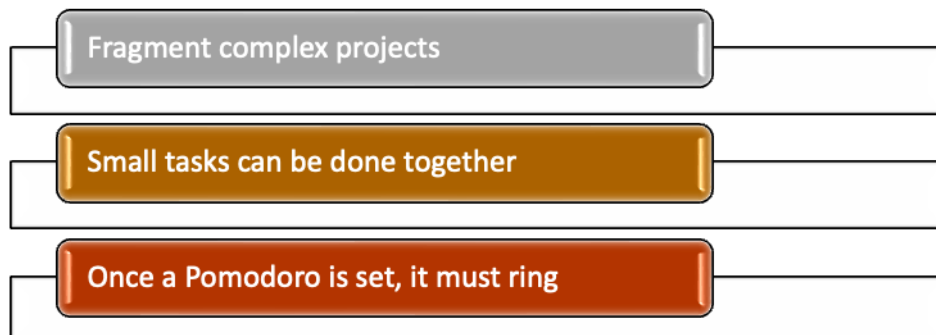 Fragment complex projects
Small tasks can be done together
Once a Pomodoro is set, it must ring